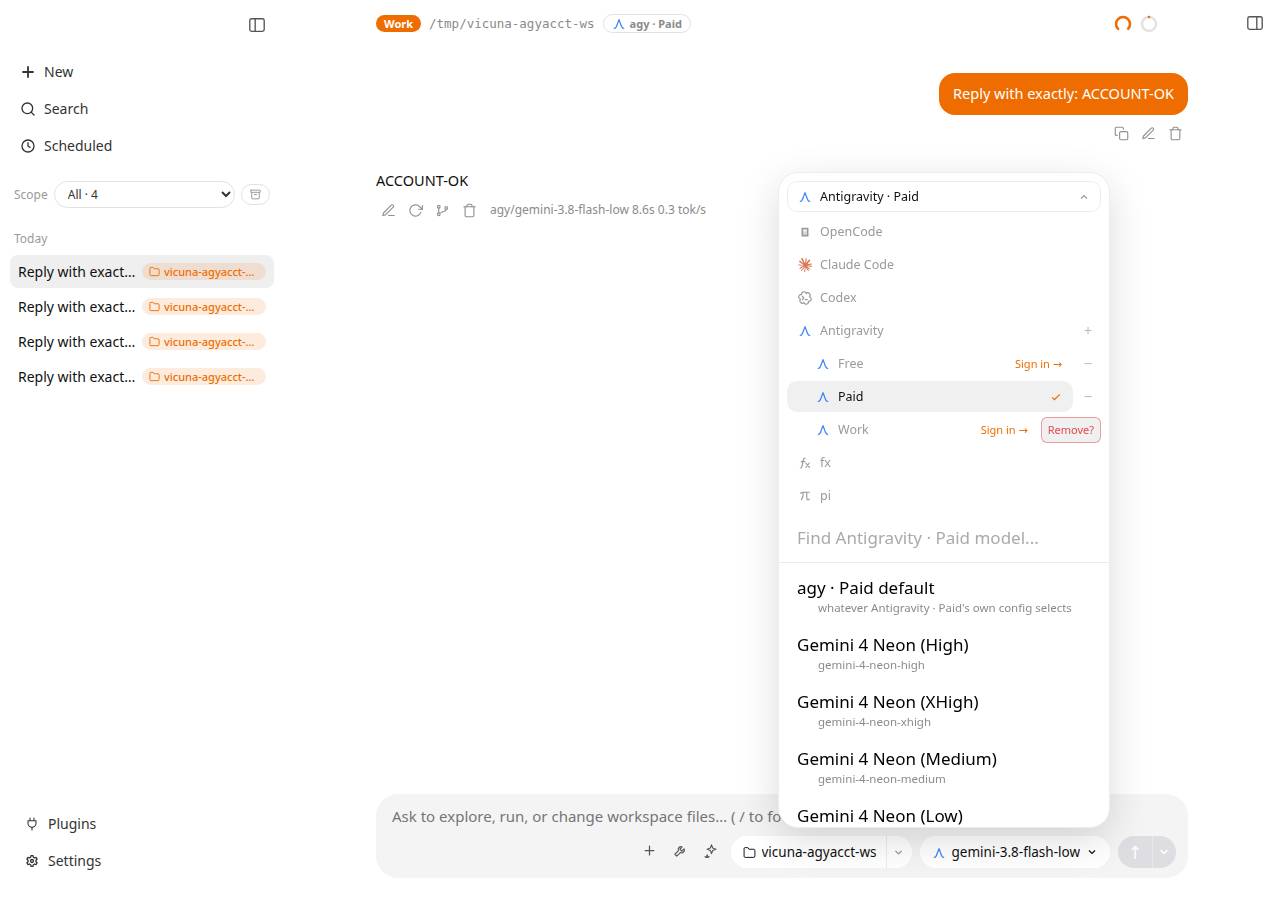 Work /tmp/vicuna-agyacct-ws agy · Paid
New
Search
Scheduled
Scope All · 4
Today
Reply with exact... vicuna-agyacct-...
Reply with exact... vicuna-agyacct-...
Reply with exact... vicuna-agyacct-...
Reply with exact... vicuna-agyacct-...
Plugins
Settings
Reply with exactly: ACCOUNT-OK
ACCOUNT-OK
agy/gemini-3.8-flash-low 8.6s 0.3 tok/s
Antigravity · Paid
OpenCode
Claude Code
Codex
Antigravity +
Free Sign in → −
Paid −
Work Sign in → Remove?
fx fx
pi
Find Antigravity · Paid model...
agy · Paid default
whatever Antigravity · Paid's own config selects
Gemini 4 Neon (High)
gemini-4-neon-high
Gemini 4 Neon (XHigh)
gemini-4-neon-xhigh
Gemini 4 Neon (Medium)
gemini-4-neon-medium
Gemini 4 Neon (Low)
Ask to explore, run, or change workspace files... ( / to fo
vicuna-agyacct-ws gemini-3.8-flash-low